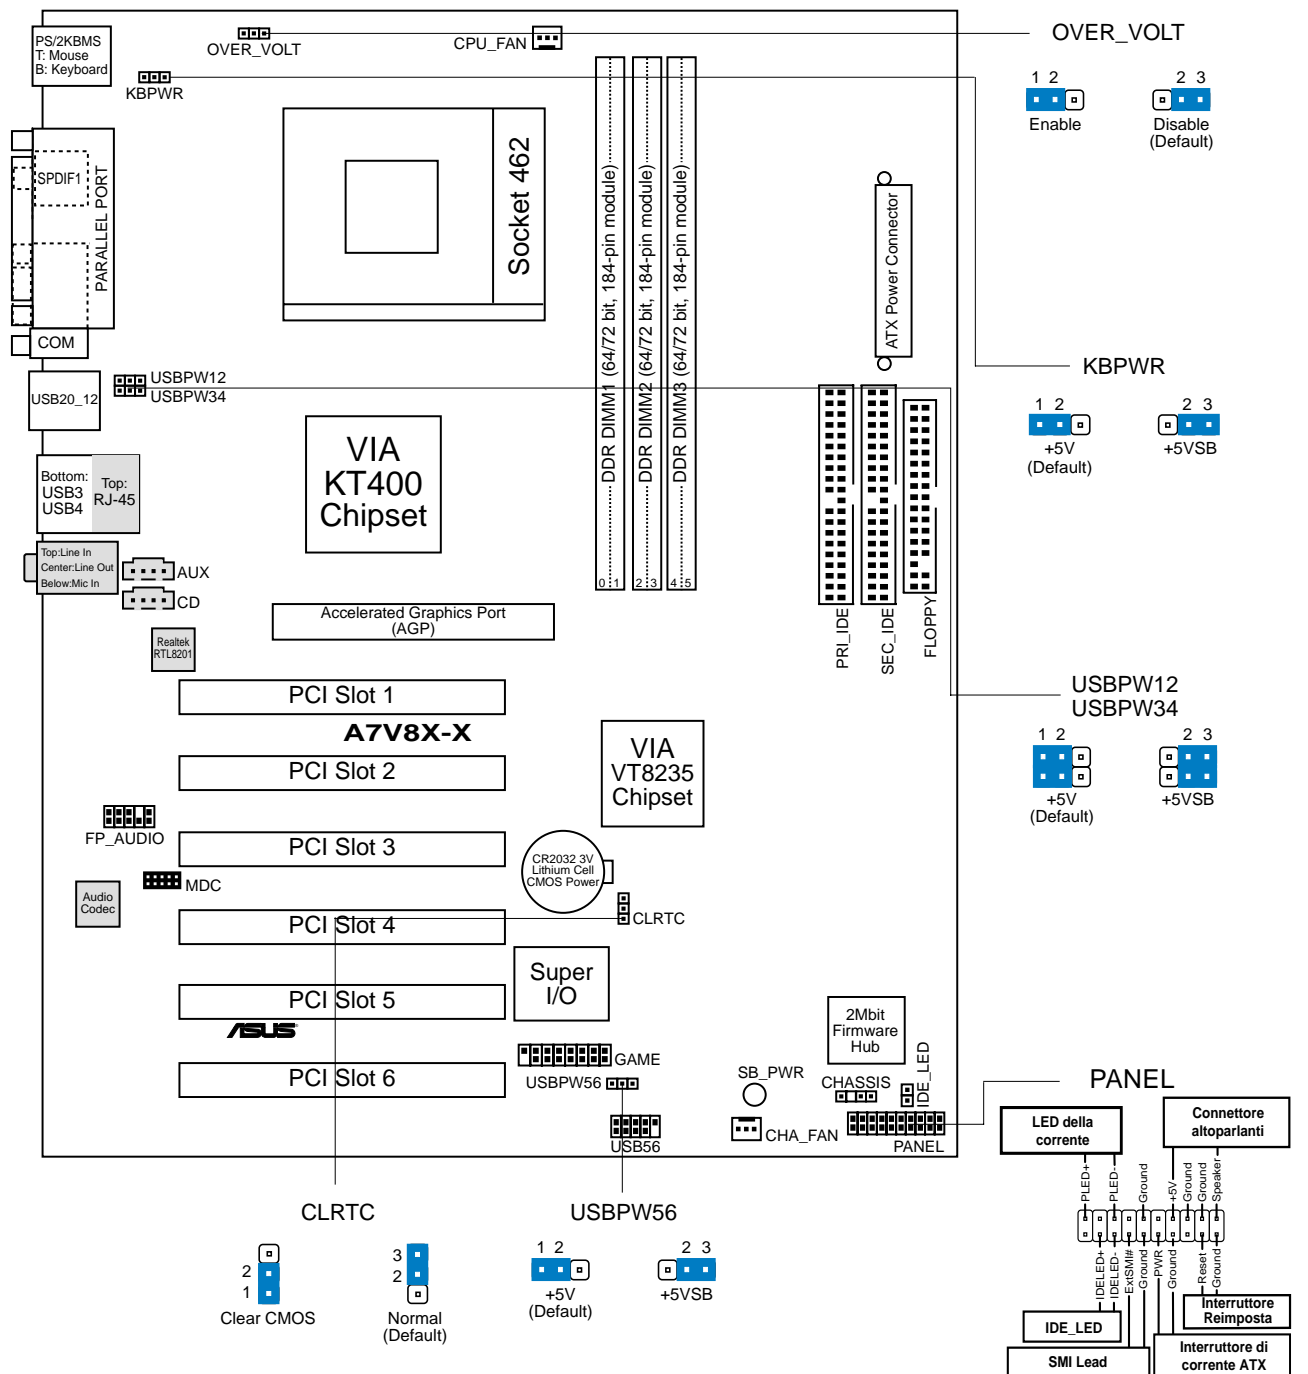 PS/2KBMS
T: Mouse
B: Keyboard
OVER_VOLT
CPU_FAN
KBPWR
SPDIF1
PARALLEL PORT
COM
Socket 462
DDR DIMM1 (64/72 bit, 184-pin module)
DDR DIMM2 (64/72 bit, 184-pin module)
DDR DIMM3 (64/72 bit, 184-pin module)
0 1
2 3
4 5
ATX Power Connector
USB20_12
USBPW12
USBPW34
VIA
KT400
Chipset
Bottom:
USB3
USB4
Top:
RJ-45
Top:Line In
Center:Line Out
Below:Mic In
AUX
CD
Realtek
RTL8201
Accelerated Graphics Port
(AGP)
PRI_IDE
SEC_IDE
FLOPPY
PCI Slot 1
A7V8X-X
PCI Slot 2
VIA
VT8235
Chipset
FP_AUDIO
PCI Slot 3
CR2032 3V
Lithium Cell
CMOS Power
MDC
Audio
Codec
PCI Slot 4
CLRTC
Super
I/O
PCI Slot 5
ASUS
2Mbit
Firmware
Hub
GAME
USBPW56
PCI Slot 6
SB_PWR
CHASSIS
IDE_LED
USB56
CHA_FAN
PANEL
OVER_VOLT
1 2
Enable
2 3
Disable
(Default)
KBPWR
1 2
+5V
(Default)
2 3
+5VSB
USBPW12
USBPW34
1 2
+5V
(Default)
2 3
+5VSB
CLRTC
2
1
Clear CMOS
3
2
Normal
(Default)
USBPW56
1 2
+5V
(Default)
2 3
+5VSB
PANEL
LED della
corrente
Connettore
altoparlanti
PLED+
PLED-
Ground
+5V
Ground
Ground
Speaker
IDELED+
IDELED-
ExtSMI#
Ground
PWR
Ground
Reset
Ground
Interruttore
Reimposta
IDE_LED
SMI Lead
Interruttore di
corrente ATX